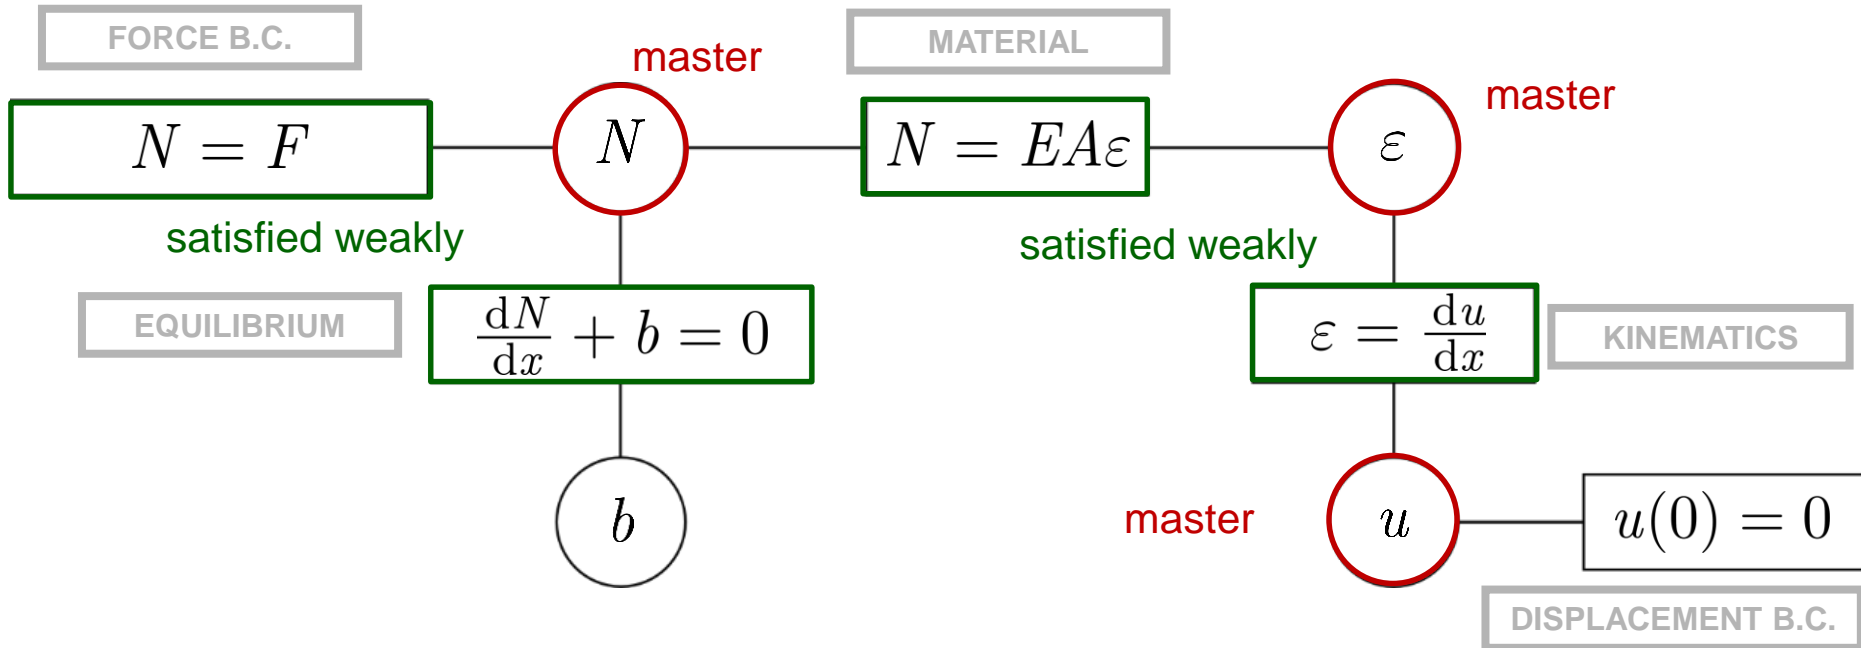 FORCE B.C.
master
MATERIAL
master
N = F
N
N = EAε
ε
satisfied weakly
satisfied weakly
EQUILIBRIUM
dN/dx + b = 0
ε = du/dx
KINEMATICS
b
master
u
u(0) = 0
DISPLACEMENT B.C.